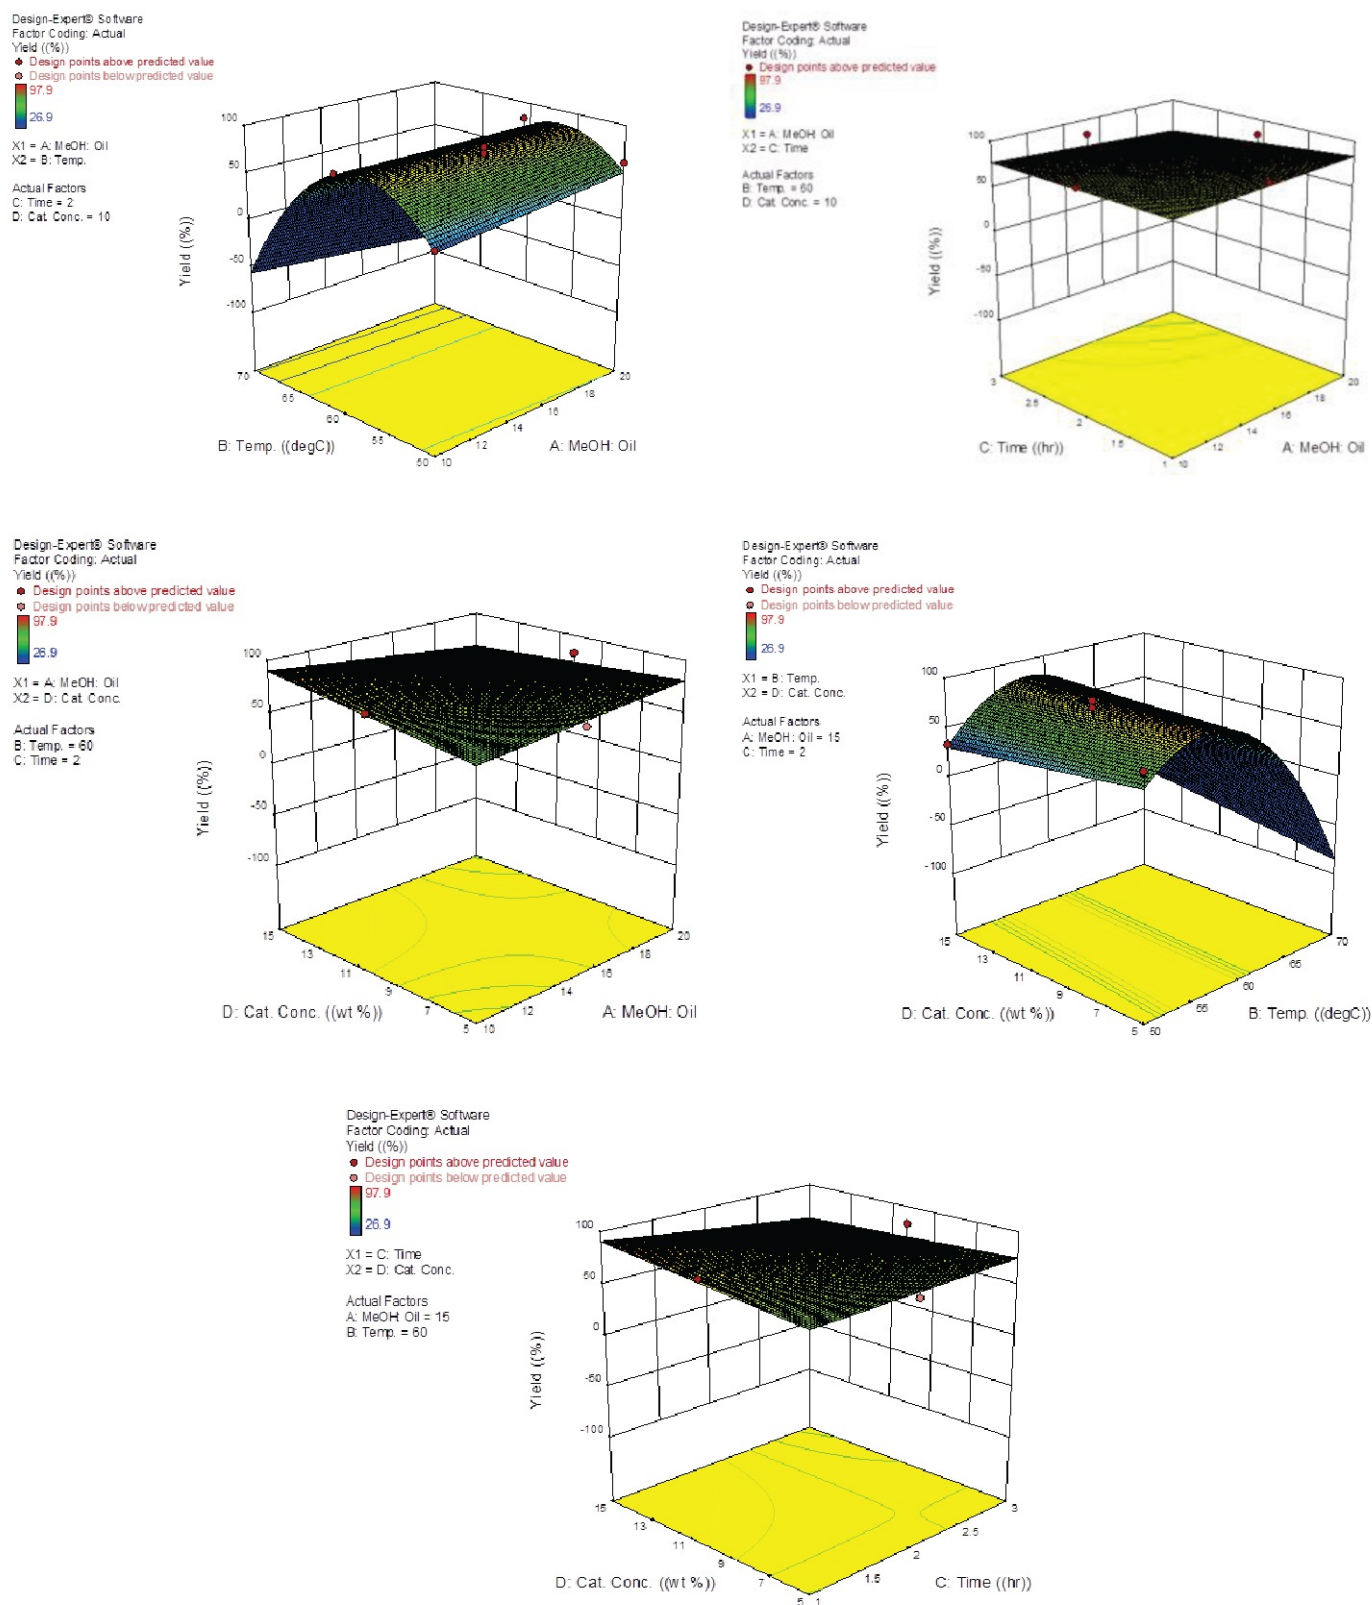 Design-Expert® Software
Factor Coding: Actual
Yield ((%))
Design points above predicted value
Design points below predicted value
97.9
26.9
X1 = A: MeOH: Oil
X2 = B: Temp.
Actual Factors
C: Time = 2
D: Cat. Conc. = 10
100
50
0
-50
-100
Yield ((%))
70
65
60
55
50
10
12
14
16
18
20
B: Temp. ((degC))
A: MeOH: Oil
Design-Expert® Software
Factor Coding: Actual
Yield ((%))
Design points above predicted value
97.9
26.9
X1 = A: MeOH: Oil
X2 = C: Time
Actual Factors
B: Temp. = 60
D: Cat. Conc. = 10
100
50
0
-50
-100
Yield ((%))
3
2.5
2
1.5
1
10
12
14
16
18
20
C: Time ((hr))
A: MeOH: Oil
Design-Expert® Software
Factor Coding: Actual
Yield ((%))
Design points above predicted value
Design points below predicted value
97.9
26.9
X1 = A: MeOH: Oil
X2 = D: Cat. Conc.
Actual Factors
B: Temp. = 60
C: Time = 2
100
50
0
-50
-100
Yield ((%))
15
13
11
9
7
5
10
12
14
16
18
20
D: Cat. Conc. ((wt %))
A: MeOH: Oil
Design-Expert® Software
Factor Coding: Actual
Yield ((%))
Design points above predicted value
Design points below predicted value
97.9
26.9
X1 = B: Temp.
X2 = D: Cat. Conc.
Actual Factors
A: MeOH: Oil = 15
C: Time = 2
100
50
0
-50
-100
Yield ((%))
15
13
11
9
7
5
50
55
60
65
70
D: Cat. Conc. ((wt %))
B: Temp. ((degC))
Design-Expert® Software
Factor Coding: Actual
Yield ((%))
Design points above predicted value
Design points below predicted value
97.9
26.9
X1 = C: Time
X2 = D: Cat. Conc.
Actual Factors
A: MeOH: Oil = 15
B: Temp. = 60
100
50
0
-50
-100
Yield ((%))
15
13
11
9
7
5
1
1.5
2
2.5
3
D: Cat. Conc. ((wt %))
C: Time ((hr))